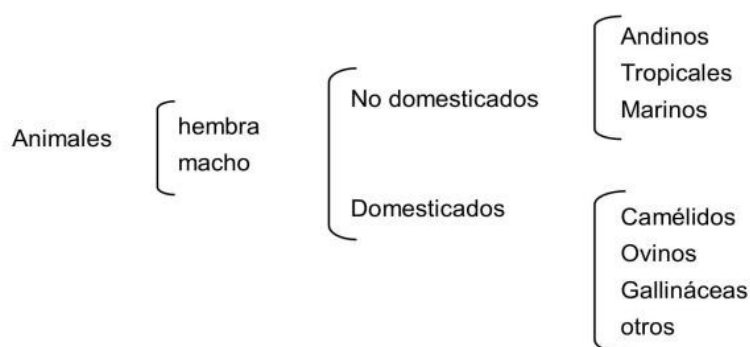 Animales
hembra
macho
No domesticados
Domesticados
Andinos
Tropicales
Marinos
Camélidos
Ovinos
Gallináceas
otros